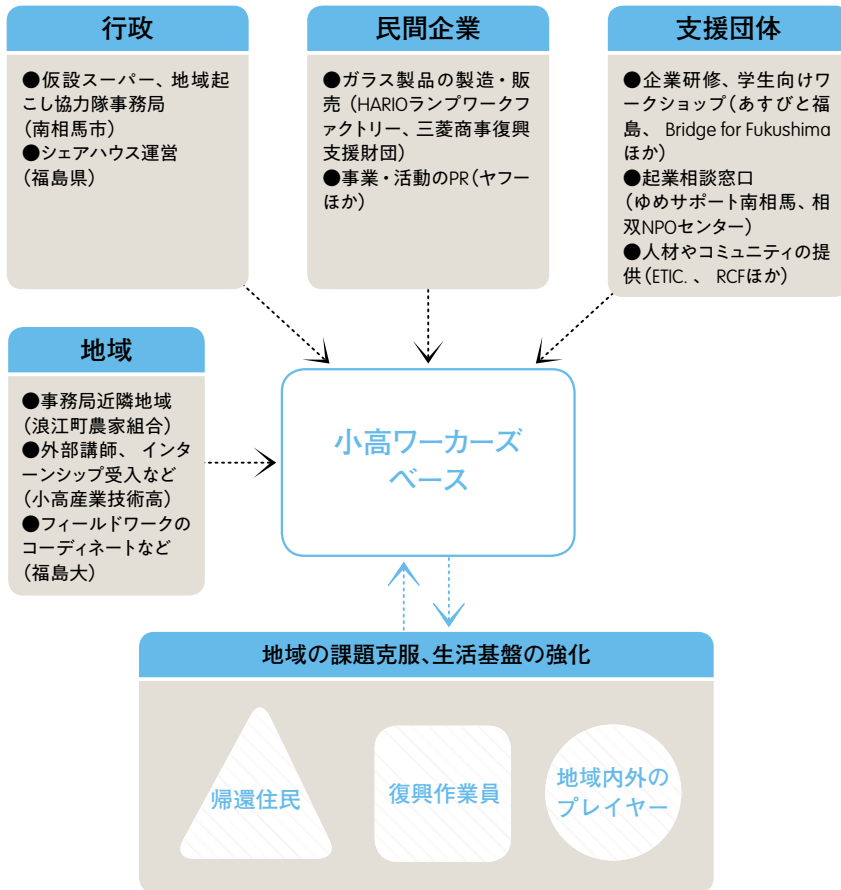 行政
●仮設スーパー、地域起
こし協力隊事務局
(南相馬市)
●シェアハウス運営
(福島県)
民間企業
●ガラス製品の製造・販
売(HARIOランプワークフ
ァクトリー、三菱商事復興
支援財団)
●事業・活動のPR(ヤフー
ほか)
支援団体
●企業研修、学生向けワ
ークショップ(あすびと福
島、Bridge for Fukushima
ほか)
●起業相談窓口
(ゆめサポート南相馬、相
双NPOセンター)
●人材やコミュニティの提
供(ETIC.、RCFほか)
地域
●事務局近隣地域
(浪江町農家組合)
●外部講師、インタ
ーンシップ受入など
(小高産業技術高)
●フィールドワークの
コーディネートなど
(福島大)
小高ワーカーズ
ベース
地域の課題克服、生活基盤の強化
帰還住民
復興作業員
地域内外の
プレイヤー